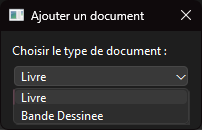 Ajouter un document
Choisir le type de document :
Livre
Livre
Bande Dessinee